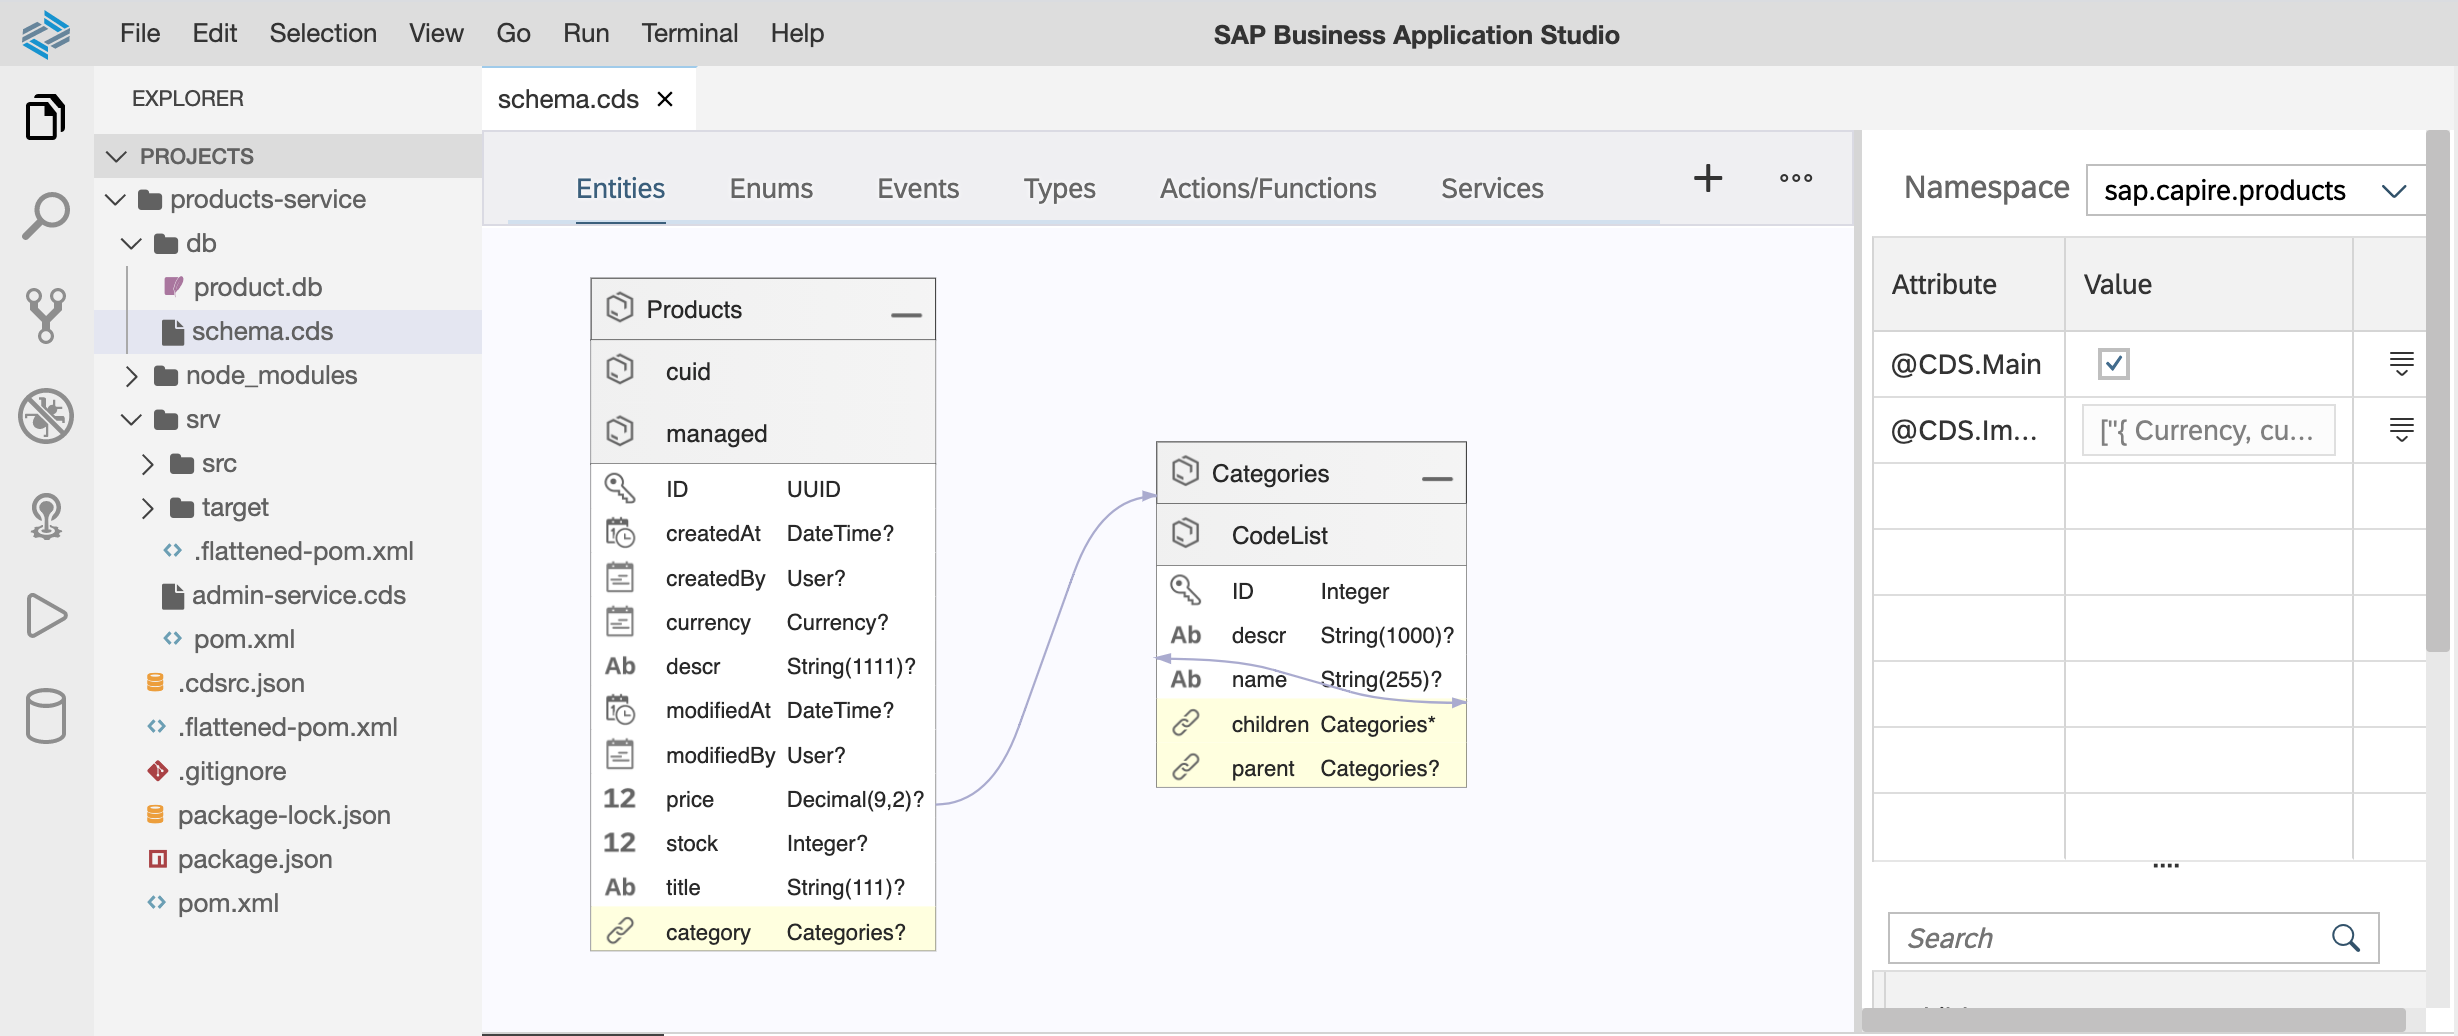 File Edit Selection View Go Run Terminal Help
SAP Business Application Studio
EXPLORER
PROJECTS
products-service
db
product.db
schema.cds
node_modules
srv
src
target
.flattened-pom.xml
admin-service.cds
pom.xml
.cdsrc.json
.flattened-pom.xml
.gitignore
package-lock.json
package.json
pom.xml
schema.cds
Entities Enums Events Types Actions/Functions Services
Products
cuid
managed
ID UUID
createdAt DateTime?
createdBy User?
currency Currency?
Ab descr String(1111)?
modifiedAt DateTime?
modifiedBy User?
12 price Decimal(9,2)?
12 stock Integer?
Ab title String(111)?
category Categories?
Categories
CodeList
ID Integer
Ab descr String(1000)?
Ab name String(255)?
children Categories*
parent Categories?
Namespace sap.capire.products
Attribute Value
@CDS.Main
@CDS.Im... ["{ Currency, cu...
Search